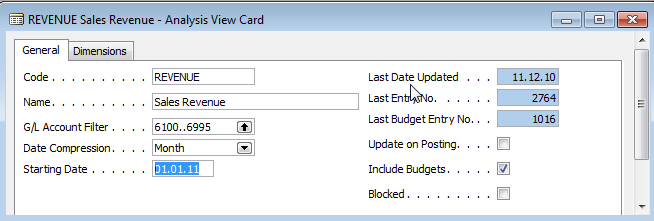 REVENUE Sales Revenue - Analysis View Card
General Dimensions
Code . . . . . . . . . . REVENUE
Name. . . . . . . . . . Sales Revenue
G/L Account Filter . . . 6100..6995
Date Compression . . . . Month
Starting Date . . . . . . 01.01.11
Last Date Updated . . . 11.12.10
Last Entry No. . . . . . . 2764
Last Budget Entry No. . . 1016
Update on Posting. . . . .
Include Budgets. . . . . .
Blocked . . . . . . . . .